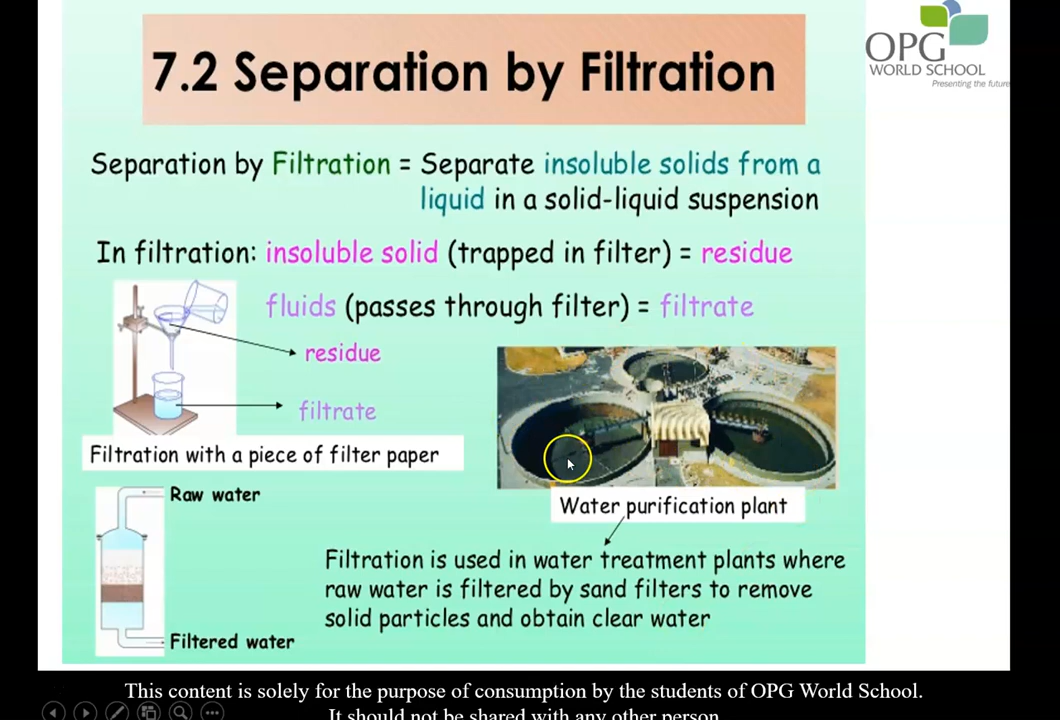 OPG
WORLD SCHOOL
Presenting the future
7.2 Separation by Filtration
Separation by Filtration = Separate insoluble solids from a
liquid in a solid-liquid suspension
In filtration: insoluble solid (trapped in filter) = residue
fluids (passes through filter) = filtrate
residue
filtrate
Filtration with a piece of filter paper
Raw water
Filtered water
Water purification plant
Filtration is used in water treatment plants where
raw water is filtered by sand filters to remove
solid particles and obtain clear water
This content is solely for the purpose of consumption by the students of OPG World School.
It should not be shared with any other person